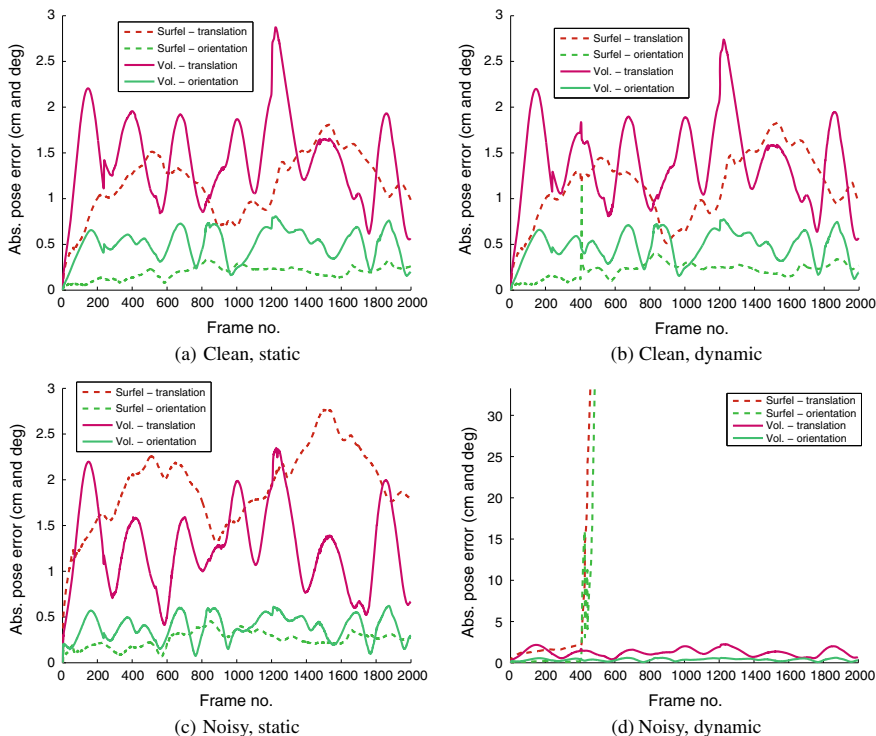 Abs. pose error (cm and deg)
3
2.5
2
1.5
1
0.5
0
Surfel – translation
Surfel – orientation
Vol. – translation
Vol. – orientation
0 200 400 600 800 1000 1200 1400 1600 1800 2000
Frame no.
(a) Clean, static
Abs. pose error (cm and deg)
3
2.5
2
1.5
1
0.5
0
Surfel – translation
Surfel – orientation
Vol. – translation
Vol. – orientation
0 200 400 600 800 1000 1200 1400 1600 1800 2000
Frame no.
(b) Clean, dynamic
Abs. pose error (cm and deg)
3
2.5
2
1.5
1
0.5
0
Surfel – translation
Surfel – orientation
Vol. – translation
Vol. – orientation
0 200 400 600 800 1000 1200 1400 1600 1800 2000
Frame no.
(c) Noisy, static
Abs. pose error (cm and deg)
30
25
20
15
10
5
0
Surfel – translation
Surfel – orientation
Vol. – translation
Vol. – orientation
0 200 400 600 800 1000 1200 1400 1600 1800 2000
Frame no.
(d) Noisy, dynamic